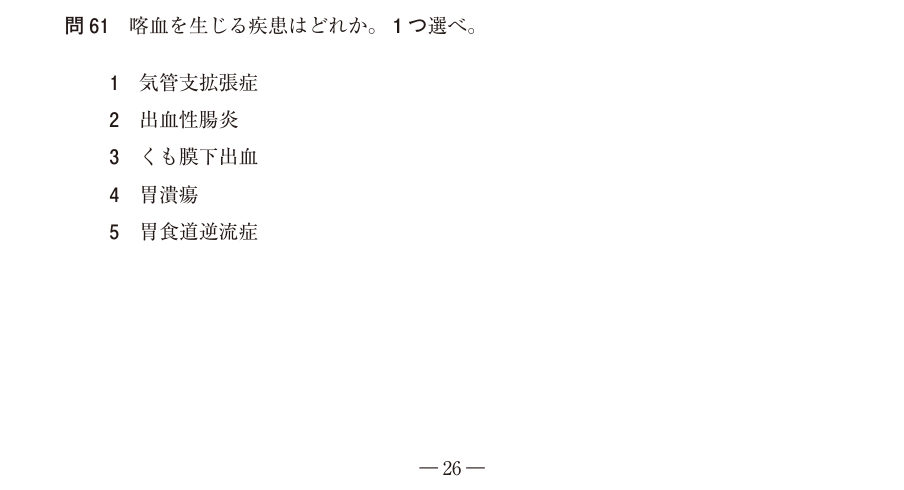 問 61　喀血を生じる疾患はどれか。1つ選べ。
1　気管支拡張症
2　出血性腸炎
3　くも膜下出血
4　胃潰瘍
5　胃食道逆流症
— 26 —